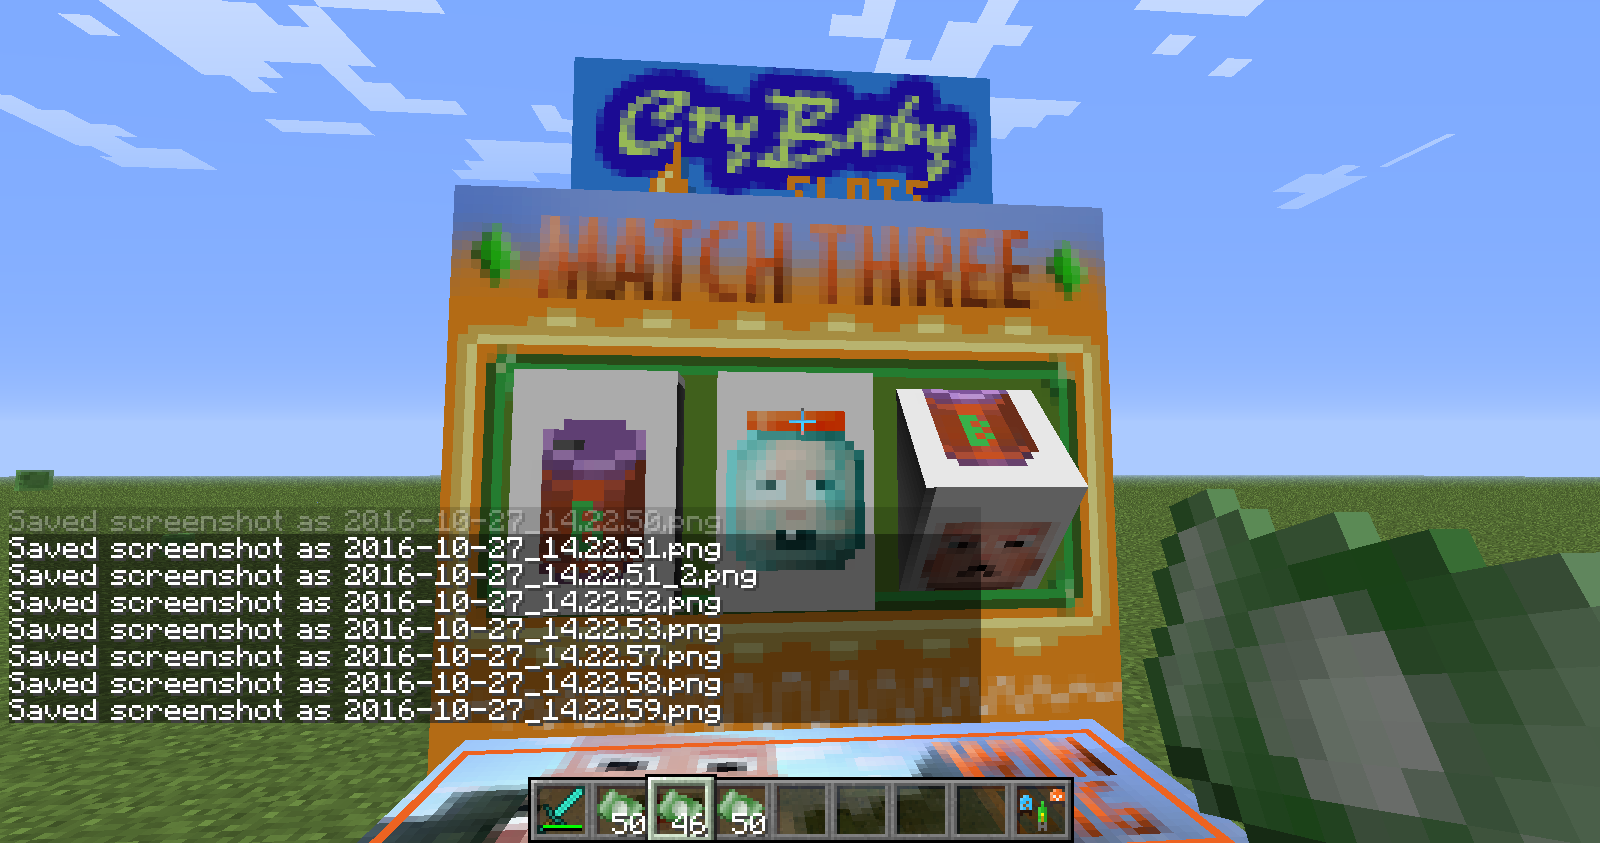 Cry Baby
SLOTS
MATCH THREE
B
B
Saved screenshot as 2016-10-27_14.22.50.png
Saved screenshot as 2016-10-27_14.22.51.png
Saved screenshot as 2016-10-27_14.22.51_2.png
Saved screenshot as 2016-10-27_14.22.52.png
Saved screenshot as 2016-10-27_14.22.53.png
Saved screenshot as 2016-10-27_14.22.57.png
Saved screenshot as 2016-10-27_14.22.58.png
Saved screenshot as 2016-10-27_14.22.59.png
50
46
50